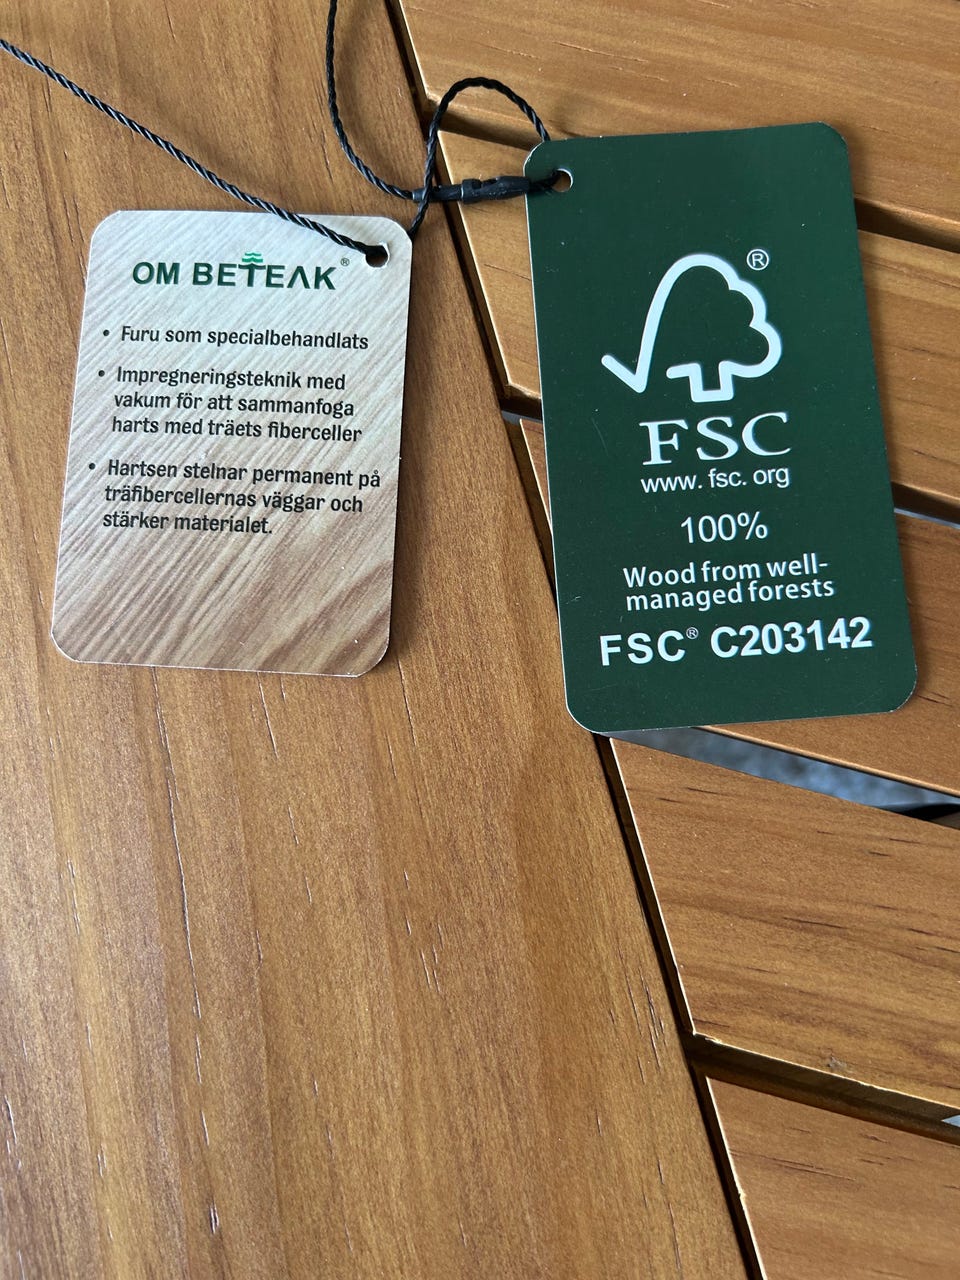 OM BETEAK®
• Furu som specialbehandlats
• Impregneringsteknik med
vakum för att sammanfoga
harts med träets fiberceller
• Hartsen stelnar permanent på
träfibercellernas väggar och
stärker materialet.
®
FSC
www.fsc.org
100%
Wood from well-
managed forests
FSC® C203142